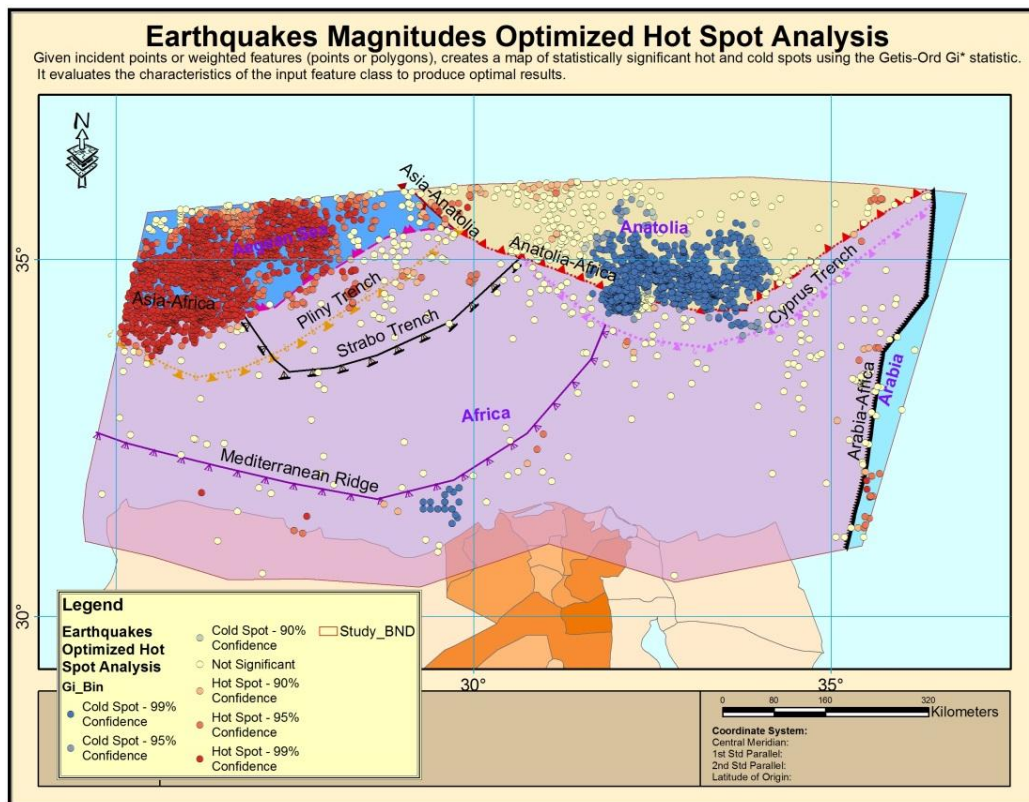 Earthquakes Magnitudes Optimized Hot Spot Analysis
Given incident points or weighted features (points or polygons), creates a map of statistically significant hot and cold spots using the Getis-Ord Gi* statistic.
It evaluates the characteristics of the input feature class to produce optimal results.
N
Asia-Anatolia
Aegean Sea
Anatolia
Anatolia-Africa
35°
35°
Asia-Africa
Pliny Trench
Cyprus Trench
Strabo Trench
Arabia-Africa
Arabia
Africa
Mediterranean Ridge
30°
30°
35°
Legend
Earthquakes
Optimized Hot
Spot Analysis
Gi_Bin
Cold Spot - 99%
Confidence
Cold Spot - 95%
Confidence
Cold Spot - 90%
Confidence
Not Significant
Hot Spot - 90%
Confidence
Hot Spot - 95%
Confidence
Hot Spot - 99%
Confidence
Study_BND
0 80 160 320
Kilometers
Coordinate System:
Central Meridian:
1st Std Parallel:
2nd Std Parallel:
Latitude of Origin: